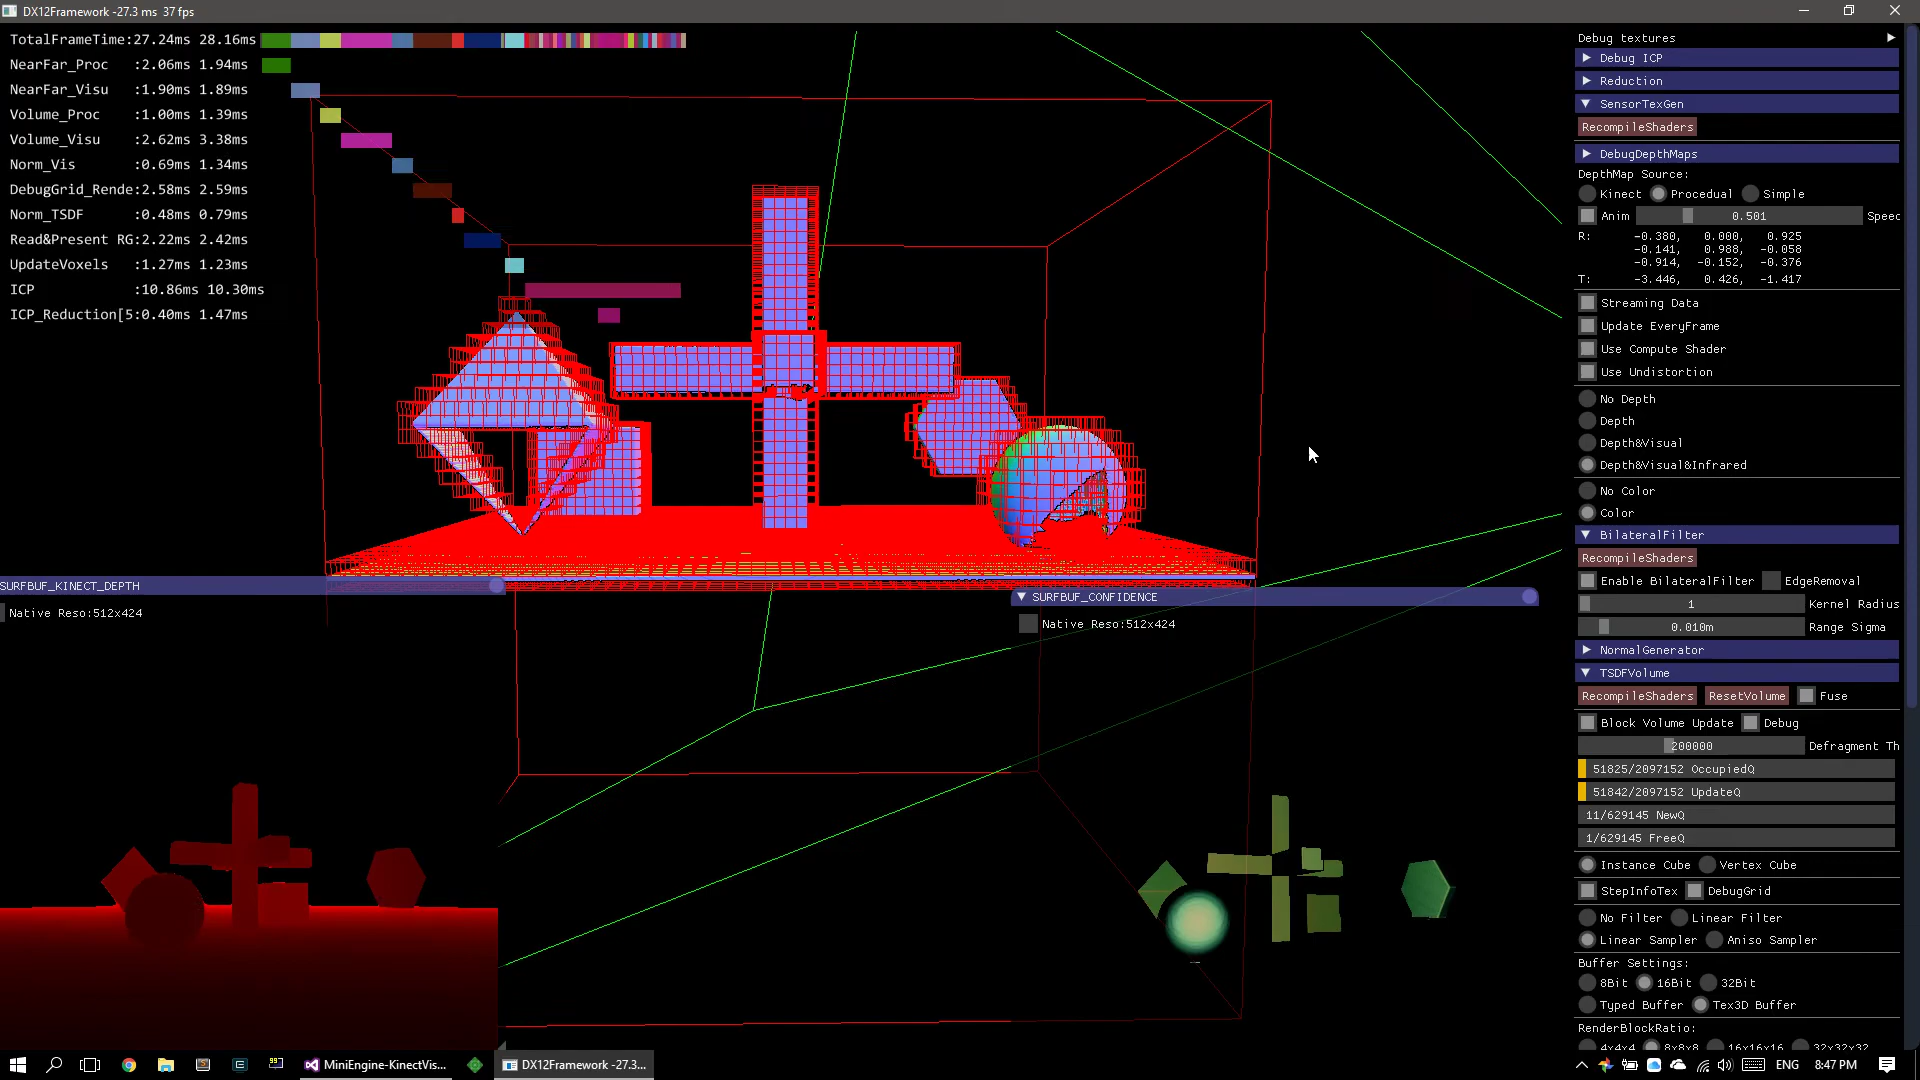 DX12Framework -27.3 ms 37 fps
TotalFrameTime:27.24ms 28.16ms
NearFar_Proc :2.06ms 1.94ms
NearFar_Visu :1.90ms 1.89ms
Volume_Proc :1.00ms 1.39ms
Volume_Visu :2.62ms 3.38ms
Norm_Vis :0.69ms 1.34ms
DebugGrid_Rende:2.58ms 2.59ms
Norm_TSDF :0.48ms 0.79ms
Read&Present RG:2.22ms 2.42ms
UpdateVoxels :1.27ms 1.23ms
ICP :10.86ms 10.30ms
ICP_Reduction[5:0.40ms 1.47ms
SURFBUF_KINECT_DEPTH
Native Reso:512x424
SURFBUF_CONFIDENCE
Native Reso:512x424
Debug textures
Debug ICP
Reduction
SensorTexGen
RecompileShaders
DebugDepthMaps
DepthMap Source:
Kinect Procedual Simple
Anim 0.501 Speed
R: -0.380, 0.000, 0.925
-0.141, 0.988, -0.058
-0.914, -0.152, -0.376
T: -3.446, 0.426, -1.417
Streaming Data
Update EveryFrame
Use Compute Shader
Use Undistortion
No Depth
Depth
Depth&Visual
Depth&Visual&Infrared
No Color
Color
BilateralFilter
RecompileShaders
Enable BilateralFilter EdgeRemoval
1 Kernel Radius
0.010m Range Sigma
NormalGenerator
TSDFVolume
RecompileShaders ResetVolume Fuse
Block Volume Update Debug
200000 Defragment Th
51825/2097152 OccupiedQ
51842/2097152 UpdateQ
11/629145 NewQ
1/629145 FreeQ
Instance Cube Vertex Cube
StepInfoTex DebugGrid
No Filter Linear Filter
Linear Sampler Aniso Sampler
Buffer Settings:
8Bit 16Bit 32Bit
Typed Buffer Tex3D Buffer
RenderBlockRatio:
4x4x4 8x8x8 16x16x16 32x32x32
MiniEngine-KinectVis...
DX12Framework -27.3...
ENG 8:47 PM